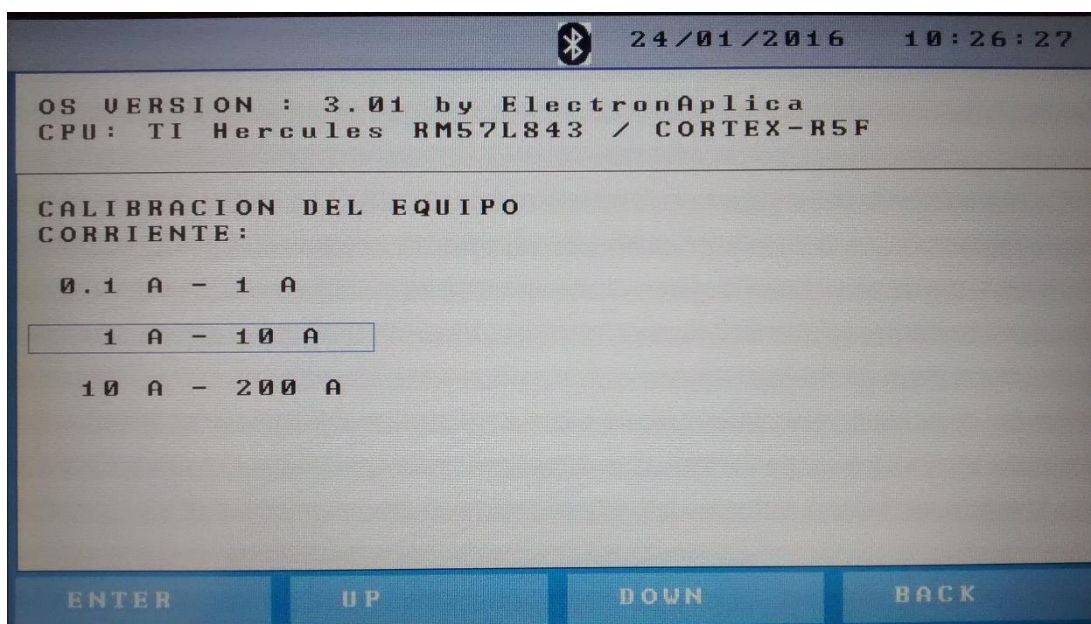 24/01/2016 10:26:27
OS VERSION : 3.01 by ElectronAplica
CPU: TI Hercules RM57L843 / CORTEX-R5F
CALIBRACION DEL EQUIPO
CORRIENTE:
0.1 A - 1 A
1 A - 10 A
10 A - 200 A
ENTER UP DOWN BACK